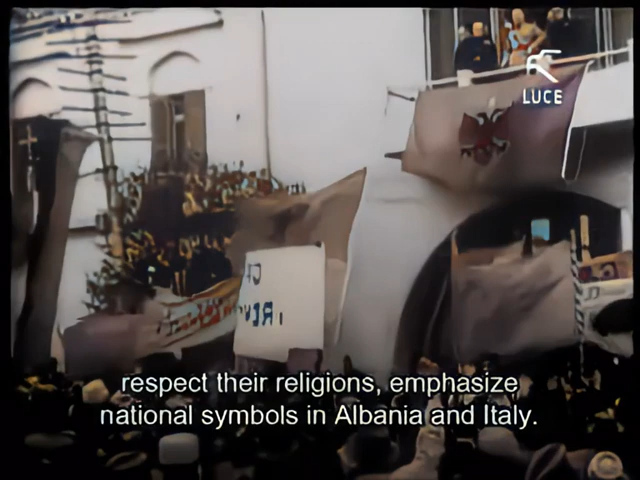 LUCE
respect their religions, emphasize
national symbols in Albania and Italy.